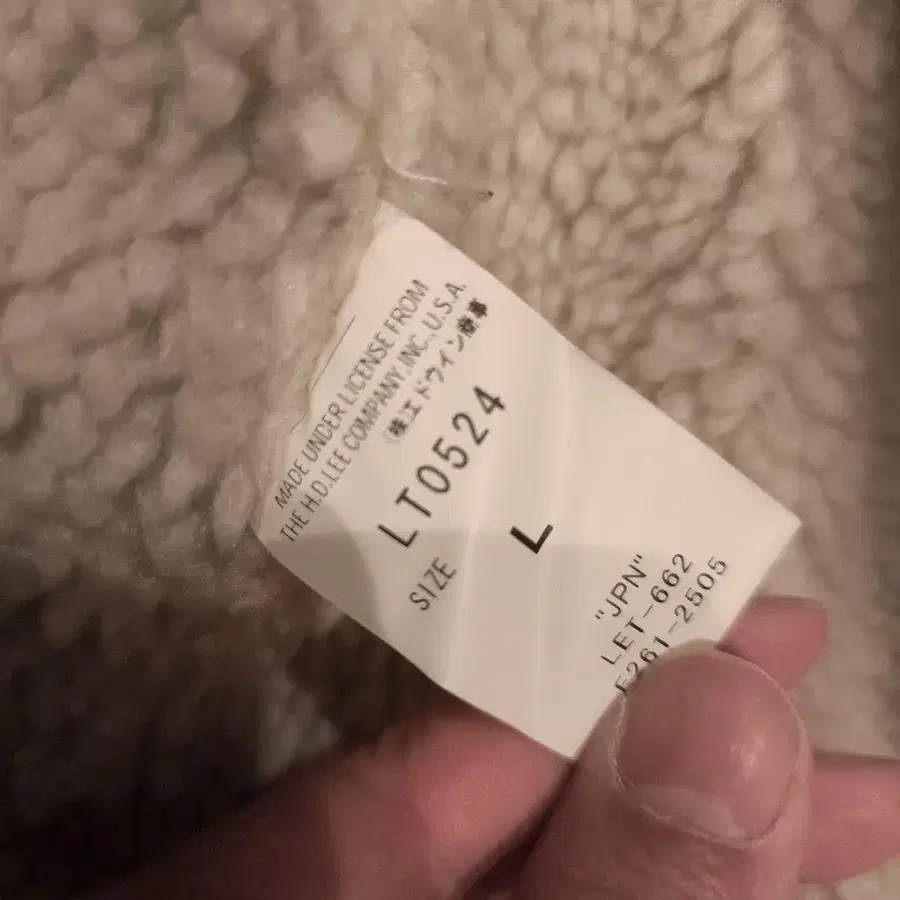 MADE UNDER LICENSE FROM
THE H.D.LEE COMPANY,INC.,U.S.A.
(株エドウイン商事
LT0524
SIZE L
"JPN"
LET-662
E261-2505